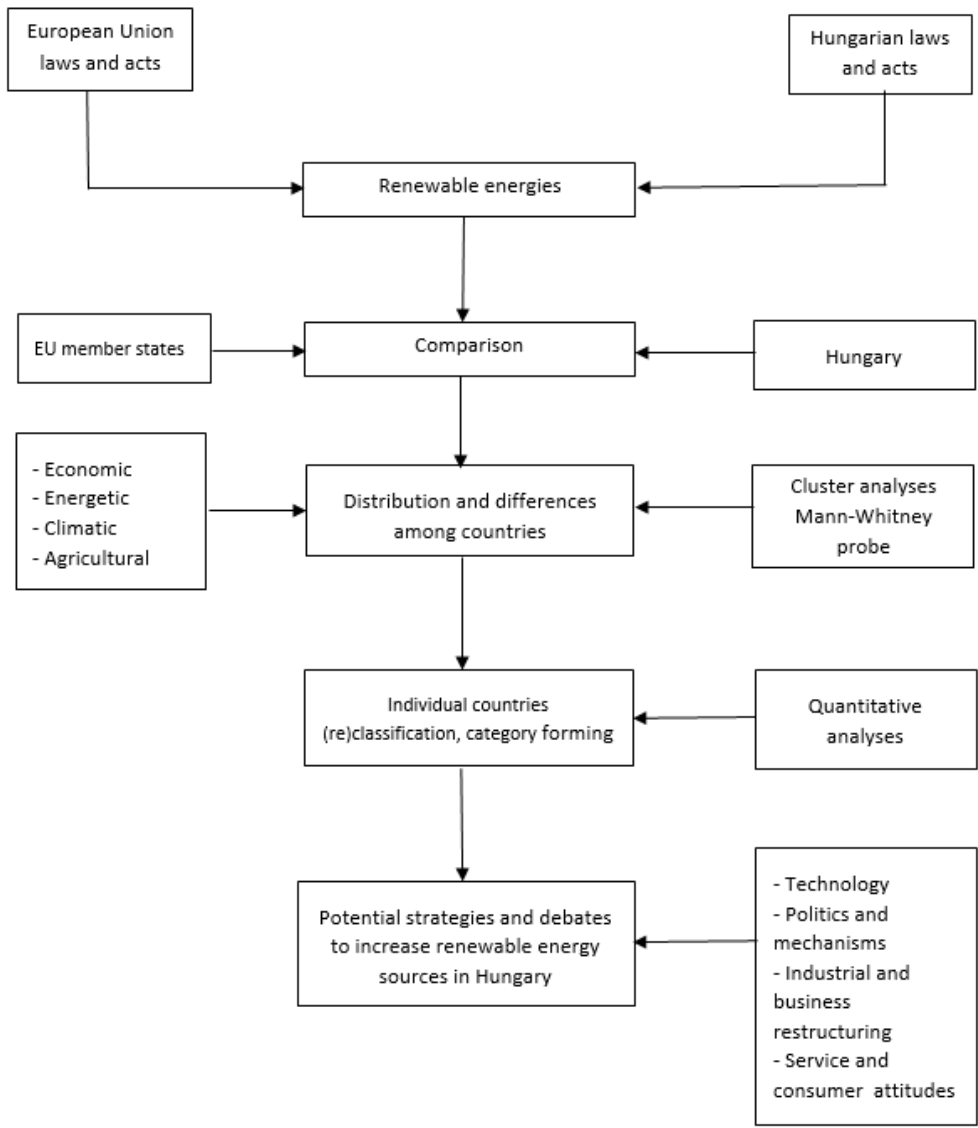 European Union
laws and acts
Hungarian laws
and acts
Renewable energies
EU member states
Comparison
Hungary
- Economic
- Energetic
- Climatic
- Agricultural
Distribution and differences
among countries
Cluster analyses
Mann-Whitney
probe
Individual countries
(re)classification, category forming
Quantitative
analyses
Potential strategies and debates
to increase renewable energy
sources in Hungary
- Technology
- Politics and
mechanisms
- Industrial and
business
restructuring
- Service and
consumer attitudes